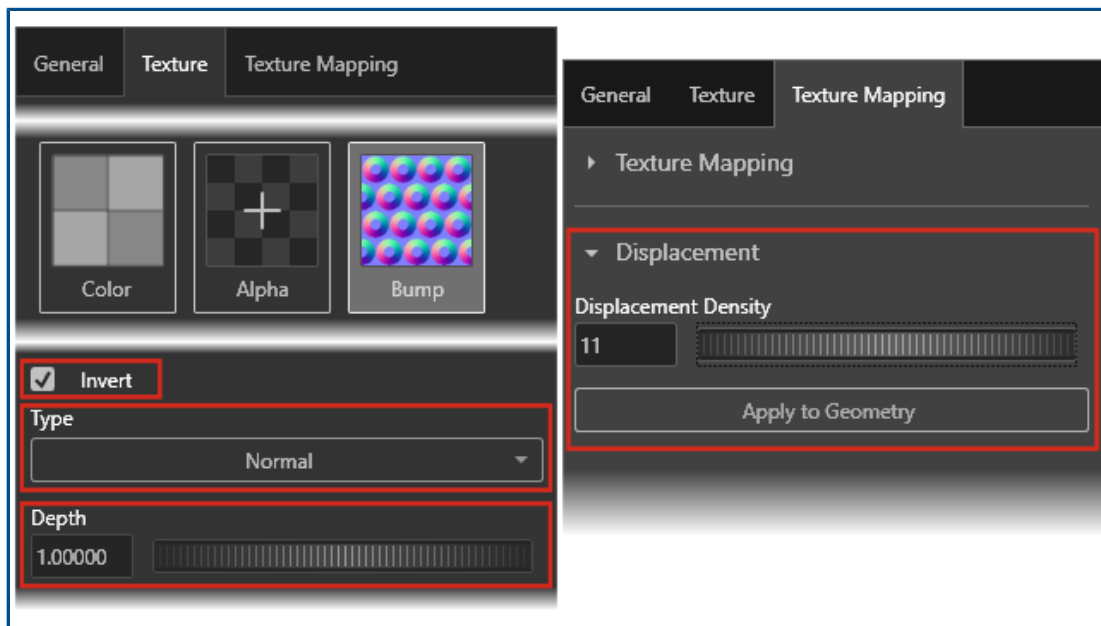 General Texture Texture Mapping
Color Alpha Bump
Invert
Type
Normal
Depth
1.00000
General Texture Texture Mapping
Texture Mapping
Displacement
Displacement Density
11
Apply to Geometry